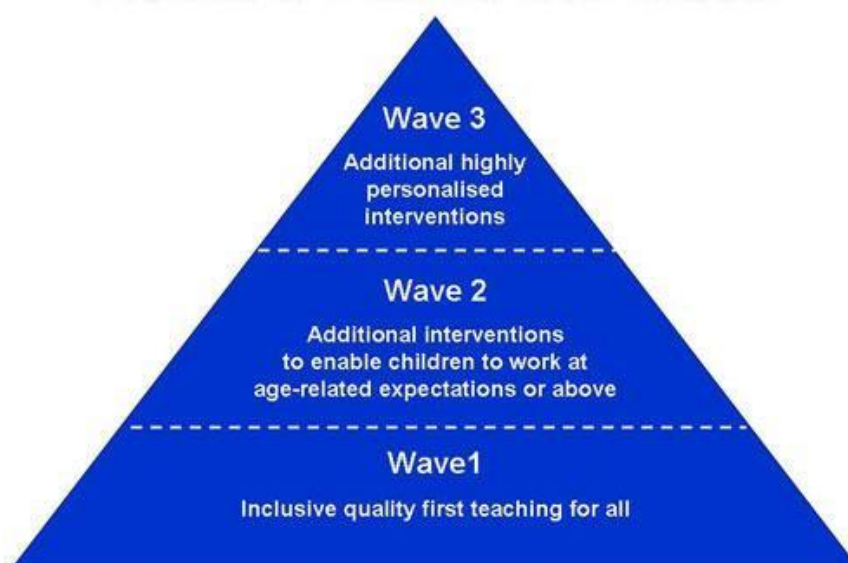 Wave 3
Additional highly
personalised
interventions
Wave 2
Additional interventions
to enable children to work at
age-related expectations or above
Wave1
Inclusive quality first teaching for all